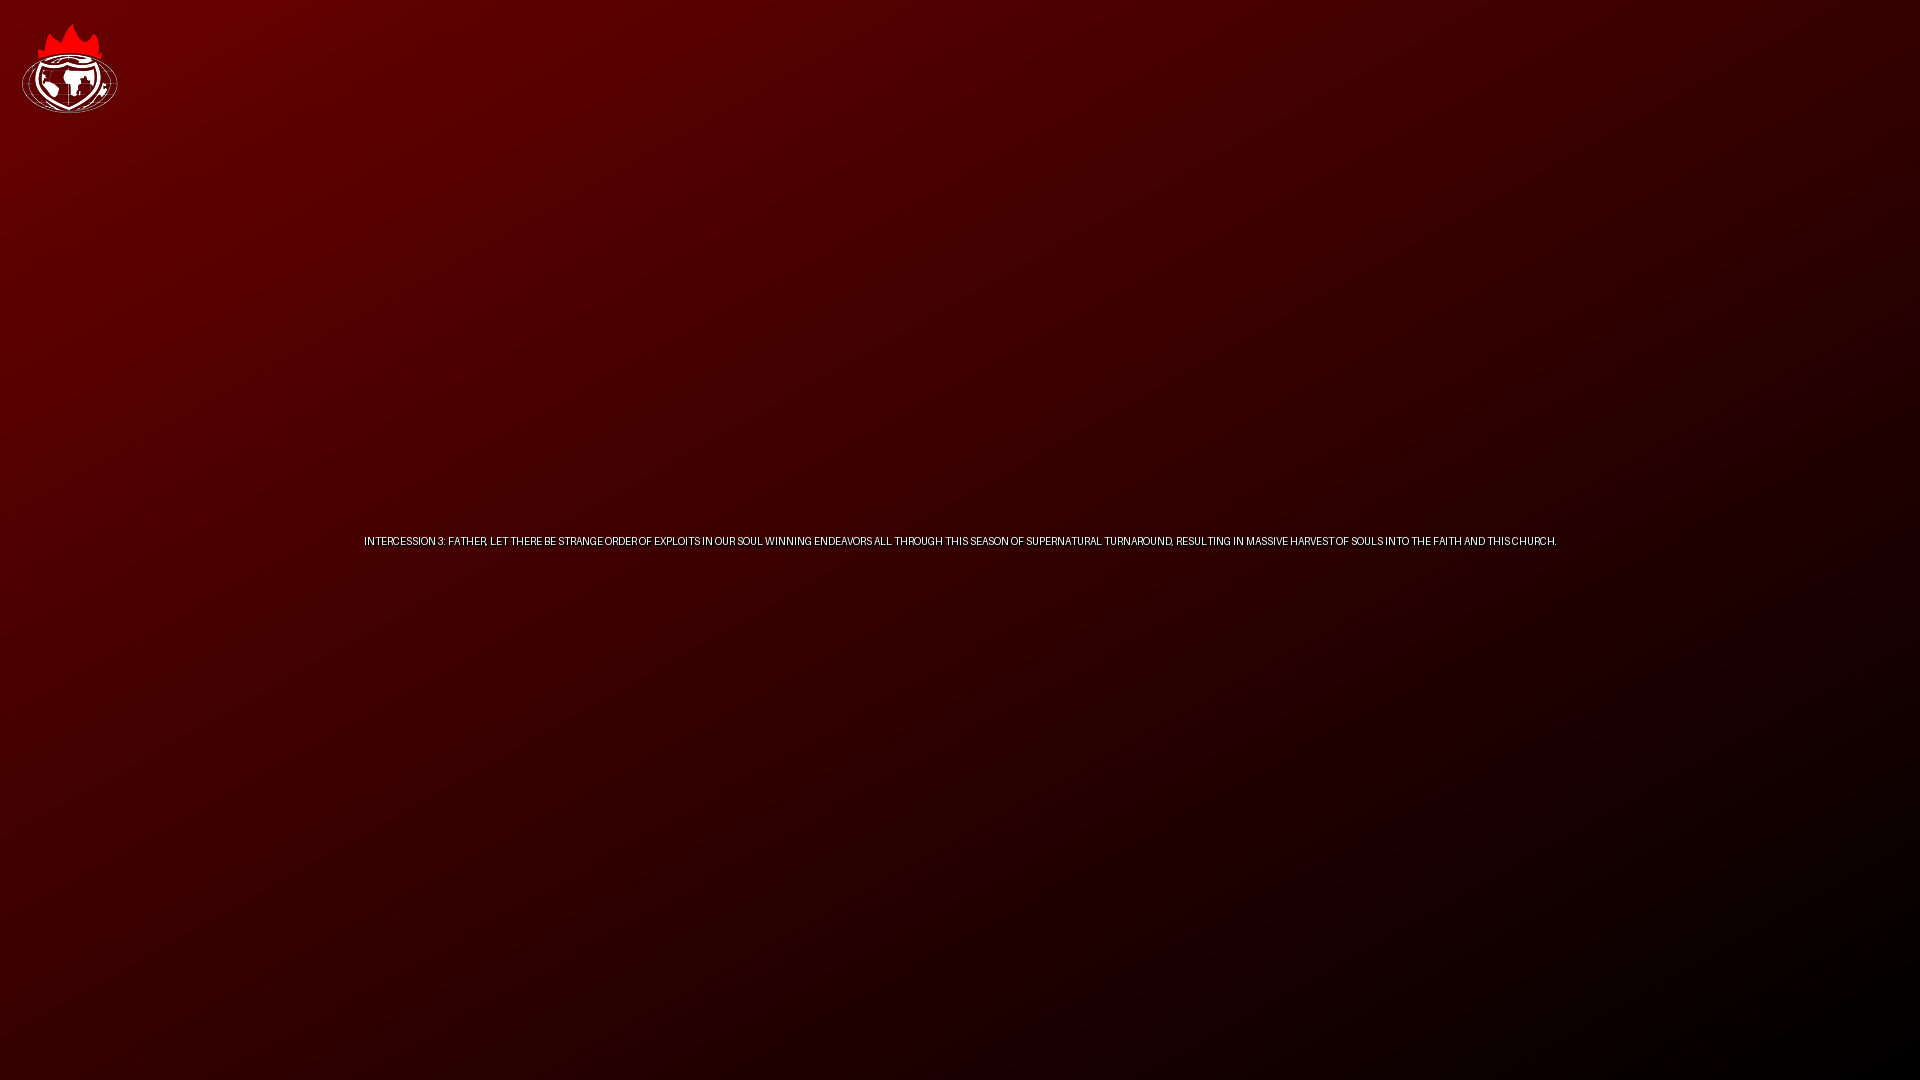 INTERCESSION 3: FATHER, LET THERE BE STRANGE ORDER OF EXPLOITS IN OUR SOUL WINNING ENDEAVORS ALL THROUGH THIS SEASON OF SUPERNATURAL TURNAROUND, RESULTING IN MASSIVE HARVEST OF SOULS INTO THE FAITH AND THIS CHURCH.